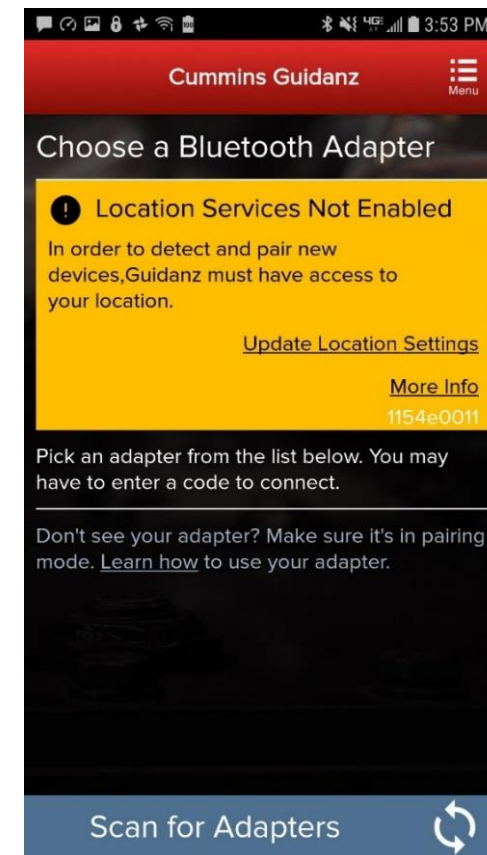 100
4GE 3:53 PM
Cummins Guidanz
Menu
Choose a Bluetooth Adapter
! Location Services Not Enabled
In order to detect and pair new
devices,Guidanz must have access to
your location.
Update Location Settings
More Info
1154e0011
Pick an adapter from the list below. You may
have to enter a code to connect.
Don't see your adapter? Make sure it's in pairing
mode. Learn how to use your adapter.
Scan for Adapters